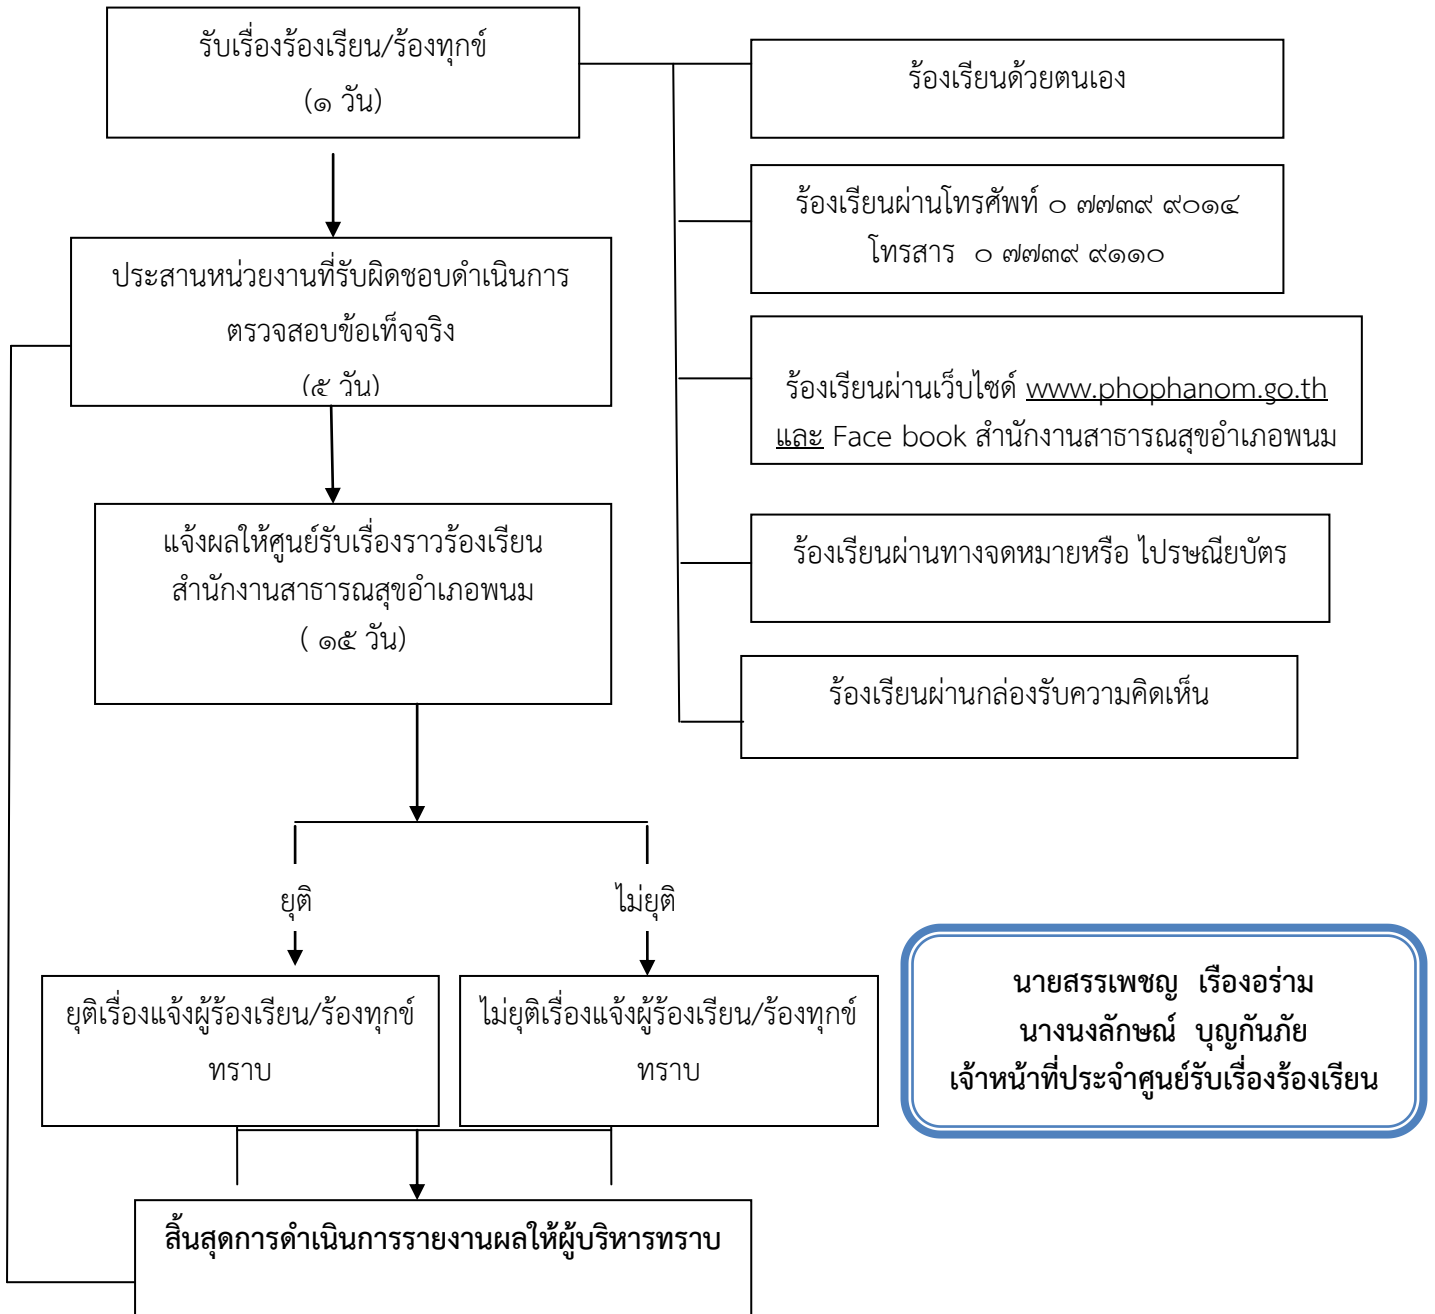 รับเรื่องร้องเรียน/ร้องทุกข์
(๑ วัน)
ร้องเรียนด้วยตนเอง
ร้องเรียนผ่านโทรศัพท์ ๐ ๗๗๓๙ ๙๐๑๔
โทรสาร ๐ ๗๗๓๙ ๙๑๑๐
ประสานหน่วยงานที่รับผิดชอบดำเนินการ
ตรวจสอบข้อเท็จจริง
(๕ วัน)
ร้องเรียนผ่านเว็บไซด์ www.phophanom.go.th
และ Face book สำนักงานสาธารณสุขอำเภอพนม
แจ้งผลให้ศูนย์รับเรื่องราวร้องเรียน
สำนักงานสาธารณสุขอำเภอพนม
( ๑๕ วัน)
ร้องเรียนผ่านทางจดหมายหรือ ไปรษณียบัตร
ร้องเรียนผ่านกล่องรับความคิดเห็น
ยุติ
ไม่ยุติ
ยุติเรื่องแจ้งผู้ร้องเรียน/ร้องทุกข์
ทราบ
ไม่ยุติเรื่องแจ้งผู้ร้องเรียน/ร้องทุกข์
ทราบ
นายสรรเพชญ เรืองอร่าม
นางนงลักษณ์ บุญกันภัย
เจ้าหน้าที่ประจำศูนย์รับเรื่องร้องเรียน
สิ้นสุดการดำเนินการรายงานผลให้ผู้บริหารทราบ